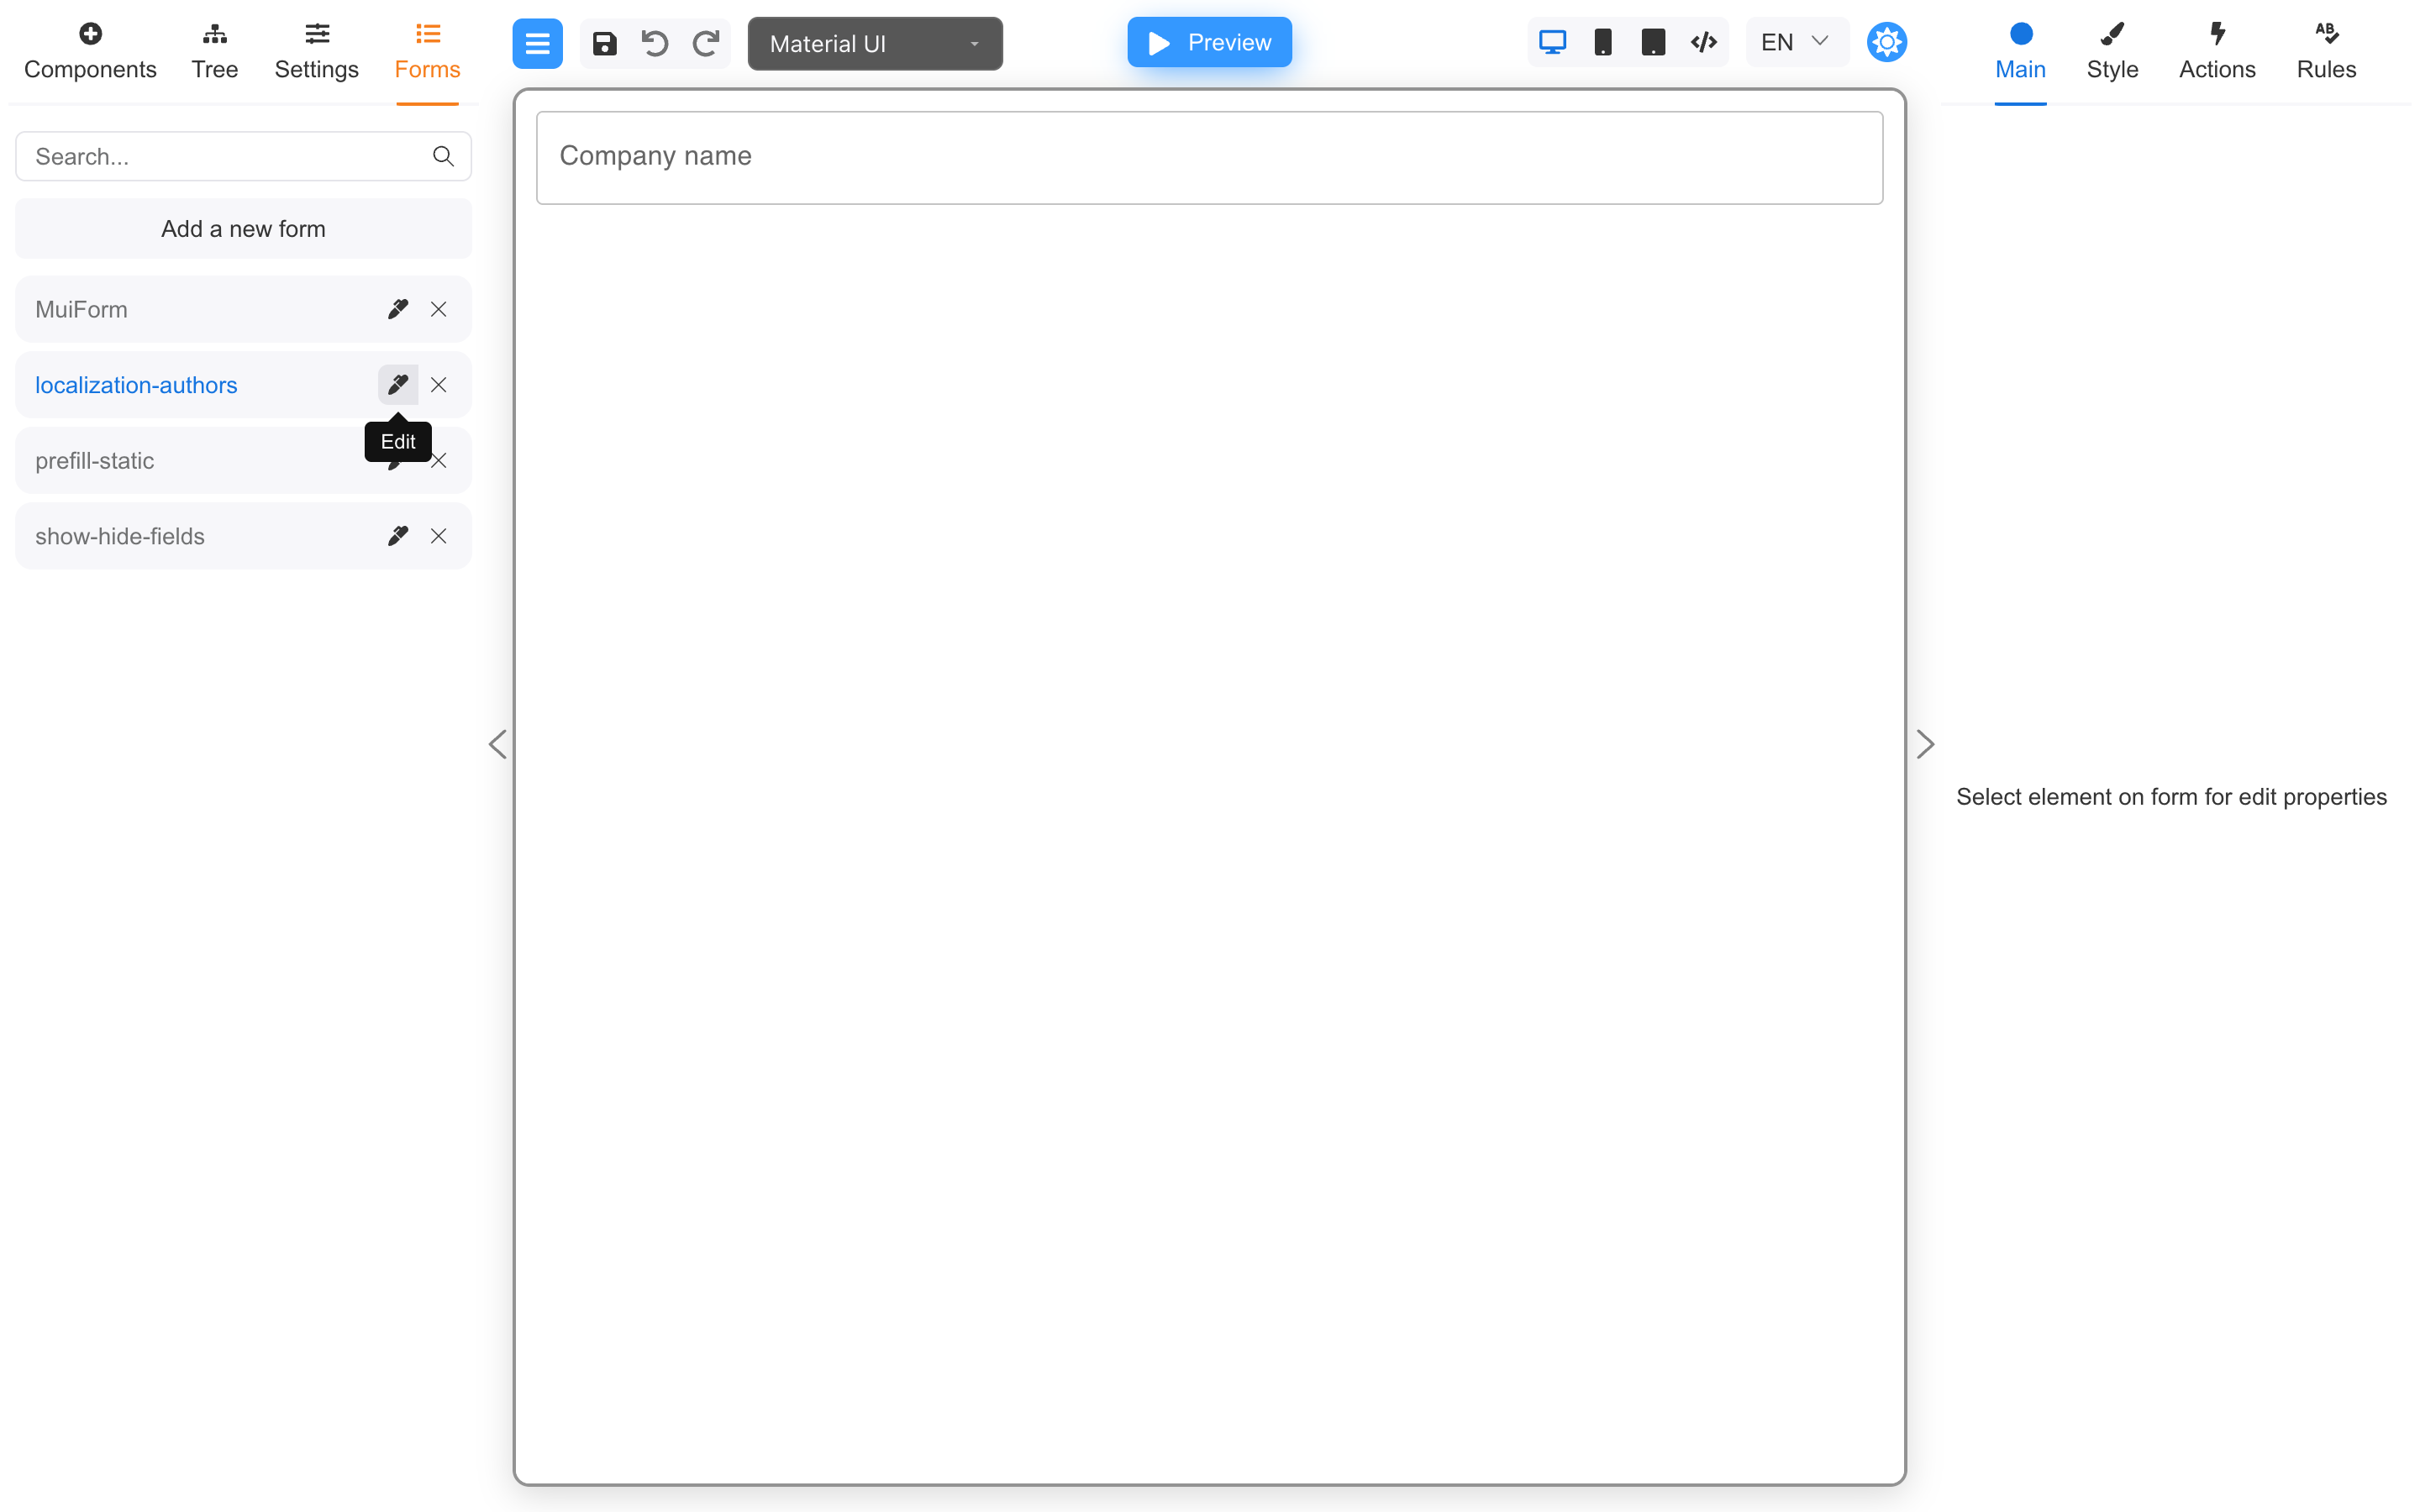 Components
Tree
Settings
Forms
Material UI
Preview
EN
Main
Style
Actions
Rules
Search...
Add a new form
MuiForm
localization-authors
Edit
prefill-static
show-hide-fields
Company name
Select element on form for edit properties